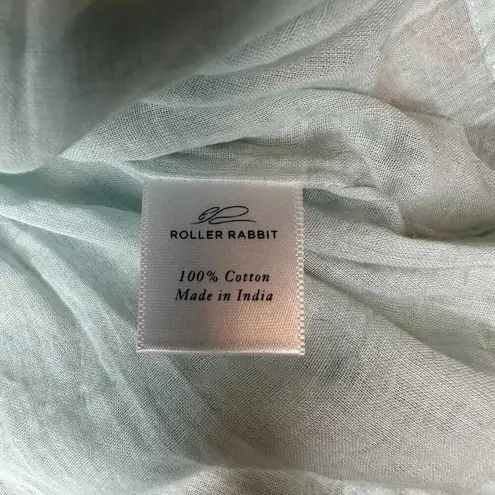 ROLLER RABBIT
100% Cotton
Made in India